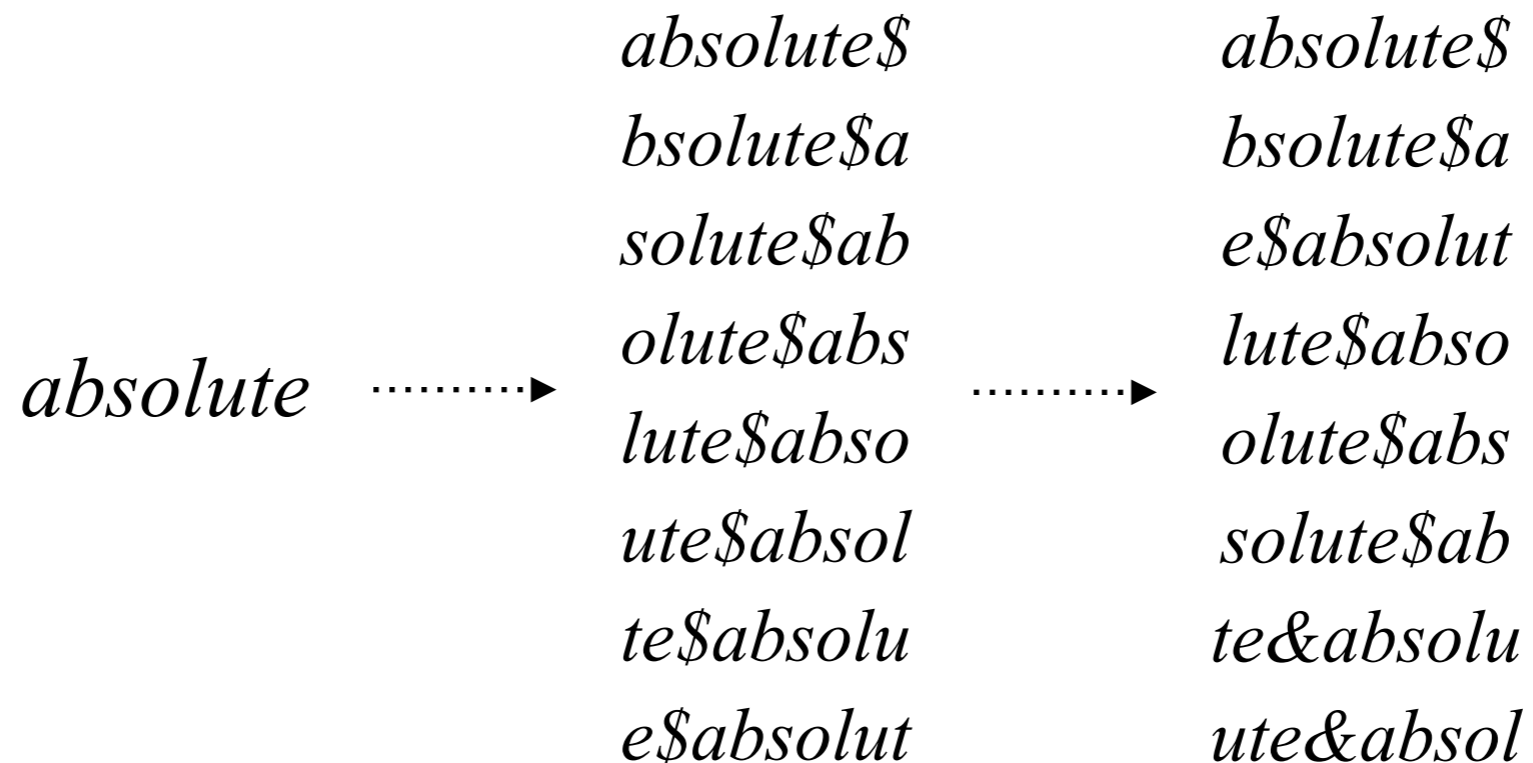 absolute
absolute$
bsolute$a
solute$ab
olute$abs
lute$abso
ute$absol
te$absolu
e$absolut
absolute$
bsolute$a
e$absolut
lute$abso
olute$abs
solute$ab
te&absolu
ute&absol